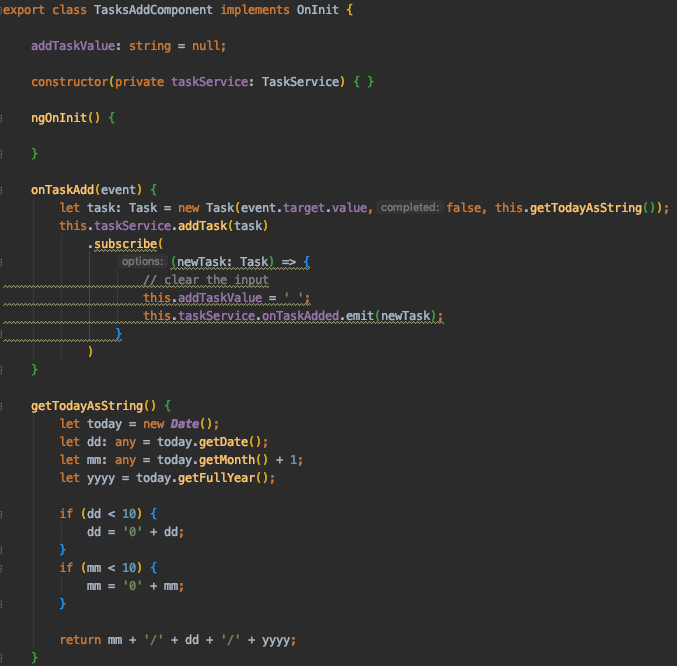 export class TasksAddComponent implements OnInit {
addTaskValue: string = null;
constructor(private taskService: TaskService) { }
ngOnInit() {
}
onTaskAdd(event) {
let task: Task = new Task(event.target.value, completed: false, this.getTodayAsString());
this.taskService.addTask(task)
.subscribe(
options: (newTask: Task) => {
// clear the input
this.addTaskValue = ' ';
this.taskService.onTaskAdded.emit(newTask);
}
)
}
getTodayAsString() {
let today = new Date();
let dd: any = today.getDate();
let mm: any = today.getMonth() + 1;
let yyyy = today.getFullYear();
if (dd < 10) {
dd = '0' + dd;
}
if (mm < 10) {
mm = '0' + mm;
}
return mm + '/' + dd + '/' + yyyy;
}